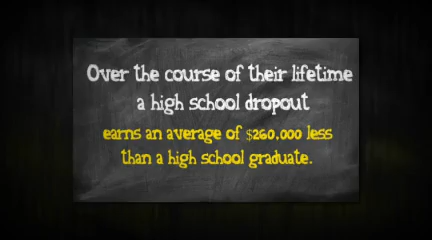 Over the course of their lifetime
a high school dropout
earns an average of $260,000 less
than a high school graduate.